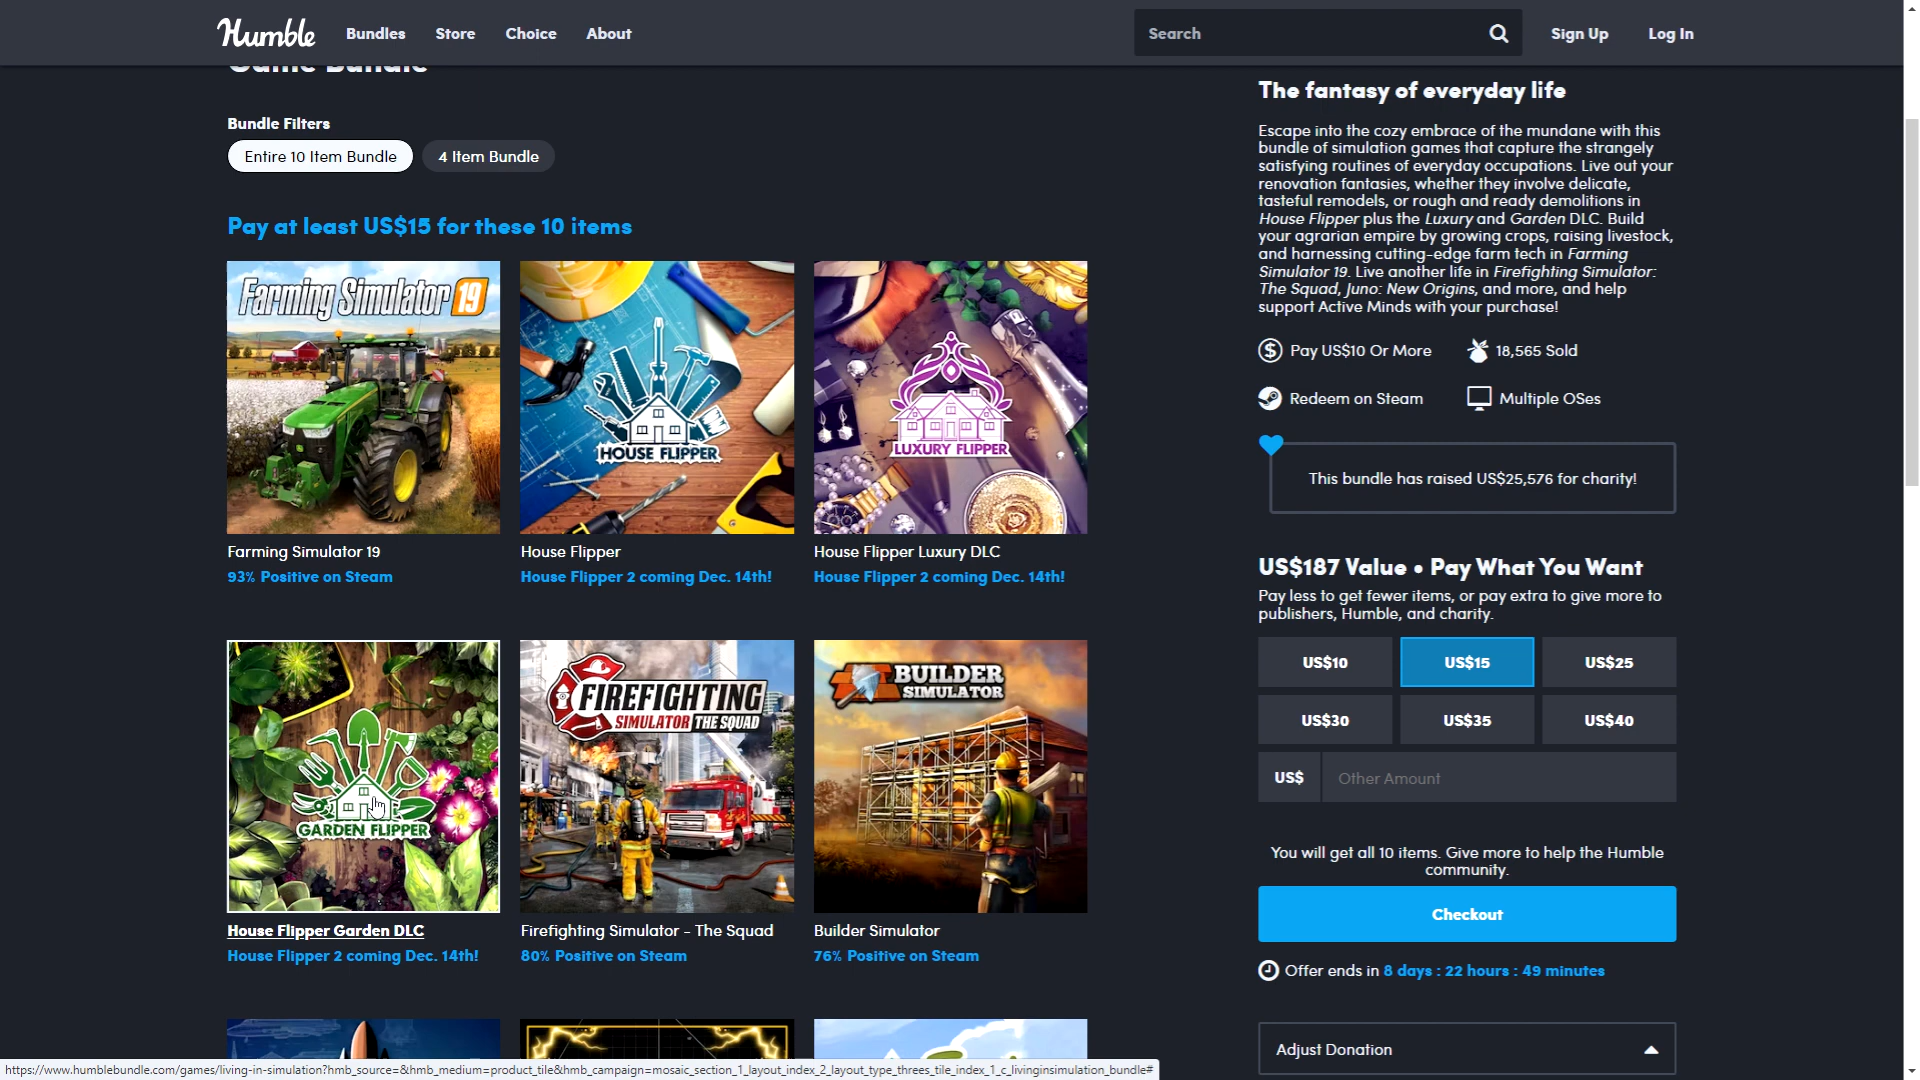 Humble
Bundles
Store
Choice
About
Search
Sign Up
Log In
Game Bundle
Bundle Filters
Entire 10 Item Bundle
4 Item Bundle
Pay at least US$15 for these 10 items
Farming Simulator 19
HOUSE FLIPPER
LUXURY FLIPPER
Farming Simulator 19
93% Positive on Steam
House Flipper
House Flipper 2 coming Dec. 14th!
House Flipper Luxury DLC
House Flipper 2 coming Dec. 14th!
GARDEN FLIPPER
FIREFIGHTING
SIMULATOR THE SQUAD
BUILDER
SIMULATOR
House Flipper Garden DLC
House Flipper 2 coming Dec. 14th!
Firefighting Simulator - The Squad
80% Positive on Steam
Builder Simulator
76% Positive on Steam
The fantasy of everyday life
Escape into the cozy embrace of the mundane with this
bundle of simulation games that capture the strangely
satisfying routines of everyday occupations. Live out your
renovation fantasies, whether they involve delicate,
tasteful remodels, or rough and ready demolitions in
House Flipper plus the Luxury and Garden DLC. Build
your agrarian empire by growing crops, raising livestock,
and harnessing cutting-edge farm tech in Farming
Simulator 19. Live another life in Firefighting Simulator:
The Squad, Juno: New Origins, and more, and help
support Active Minds with your purchase!
Pay US$10 Or More
18,565 Sold
Redeem on Steam
Multiple OSes
This bundle has raised US$25,576 for charity!
US$187 Value • Pay What You Want
Pay less to get fewer items, or pay extra to give more to
publishers, Humble, and charity.
US$10
US$15
US$25
US$30
US$35
US$40
US$
Other Amount
You will get all 10 items. Give more to help the Humble
community.
Checkout
Offer ends in 8 days : 22 hours : 49 minutes
Adjust Donation
https://www.humblebundle.com/games/living-in-simulation?hmb_source=&hmb_medium=product_tile&hmb_campaign=mosaic_section_1_layout_index_2_layout_type_threes_tile_index_1_c_livinginsimulation_bundle#